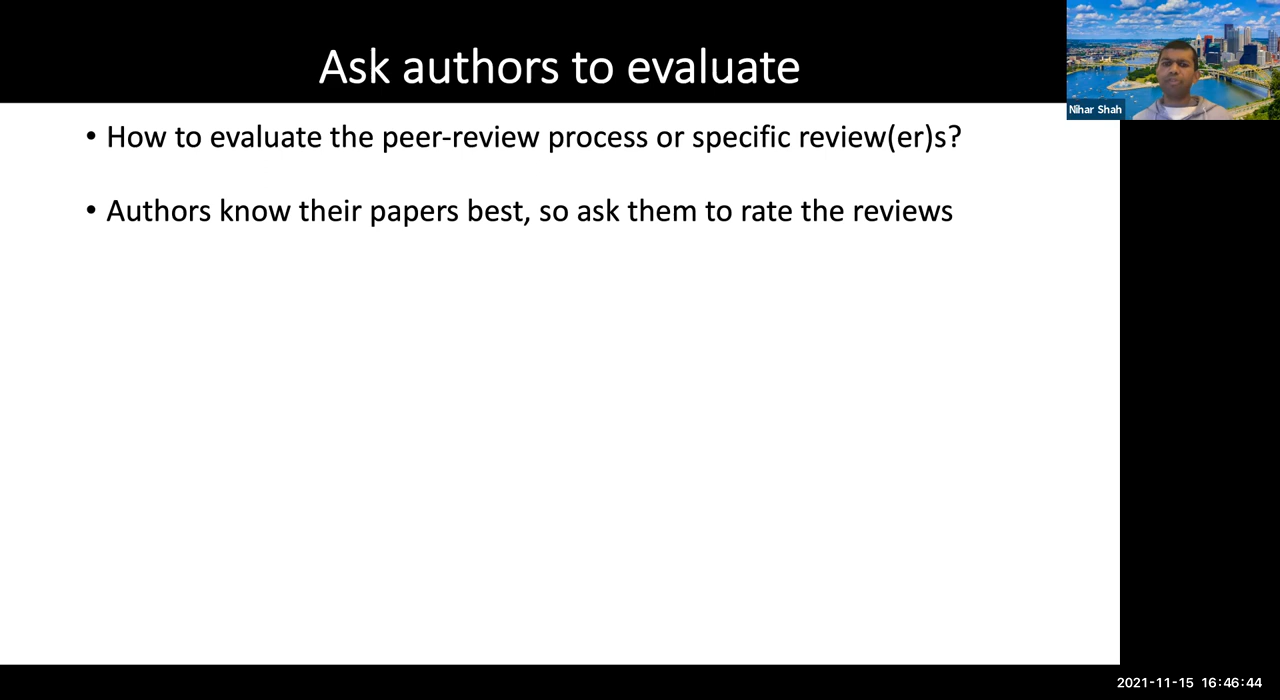 Ask authors to evaluate
Nihar Shah
• How to evaluate the peer-review process or specific review(er)s?
• Authors know their papers best, so ask them to rate the reviews
2021-11-15 16:46:44